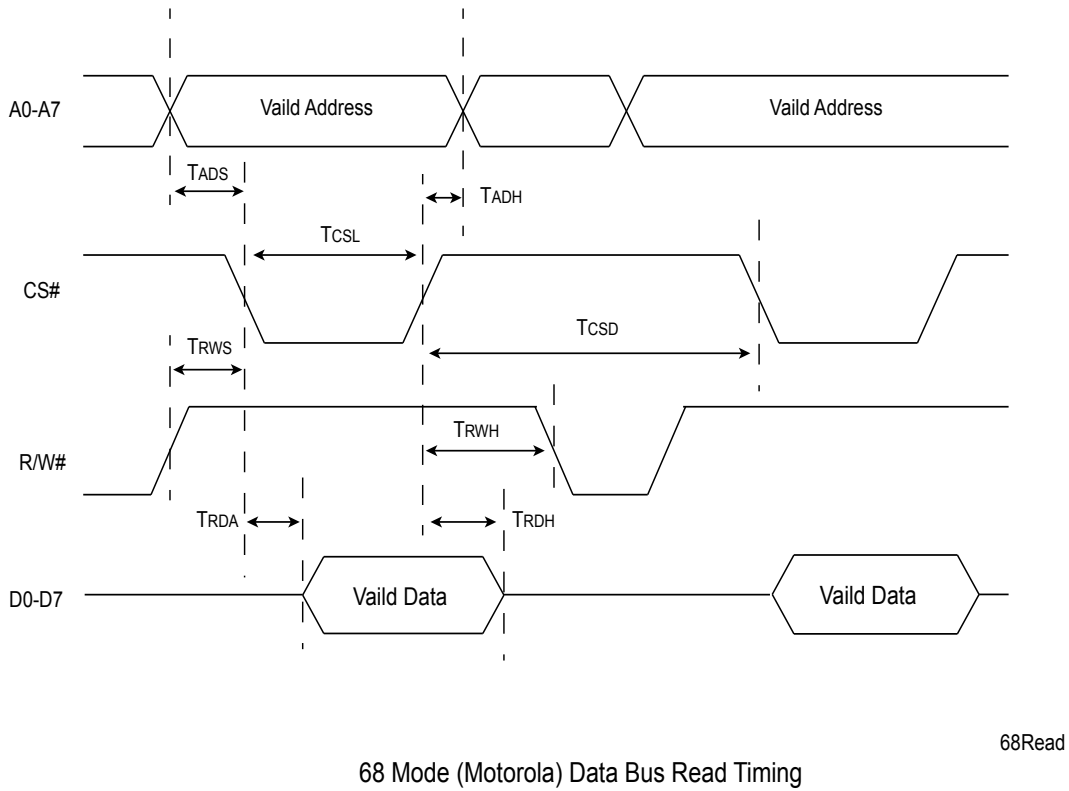 A0-A7
Vaild Address
Vaild Address
TADS
TADH
TCSL
CS#
TCSD
TRWS
TRWH
R/W#
TRDA
TRDH
D0-D7
Vaild Data
Vaild Data
68Read
68 Mode (Motorola) Data Bus Read Timing